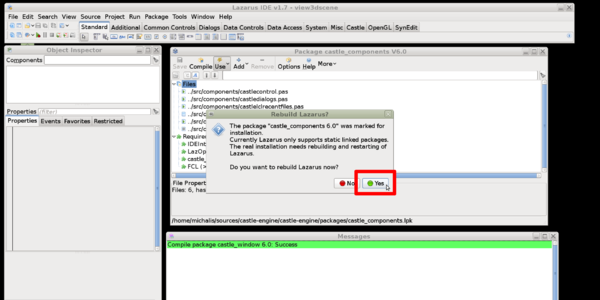 Lazarus IDE v1.7 - view3dscene
File Edit Search View Source Project Run Package Tools Window Help
Standard Additional Common Controls Dialogs Data Controls Data Access System Misc Castle OpenGL SynEdit
Object Inspector
Components
Properties (filter)
Properties Events Favorites Restricted
Package castle_components V6.0
Save Compile Use Add Remove Options Help More
Files
../src/components/castlecontrol.pas
../src/components/castledialogs.pas
../src/components/castlelclrecentfiles.pas
../src/
../src/
../src/
Require
IDEInt
LazOp
castle_
FCL (>
File Propert
Files: 6, has
/home/michalis/sources/castle-engine/castle-engine/packages/castle_components.lpk
Rebuild Lazarus?
The package "castle_components 6.0" was marked for
installation.
Currently Lazarus only supports static linked packages.
The real installation needs rebuilding and restarting of
Lazarus.
Do you want to rebuild Lazarus now?
No
Yes
Messages
Compile package castle_window 6.0: Success